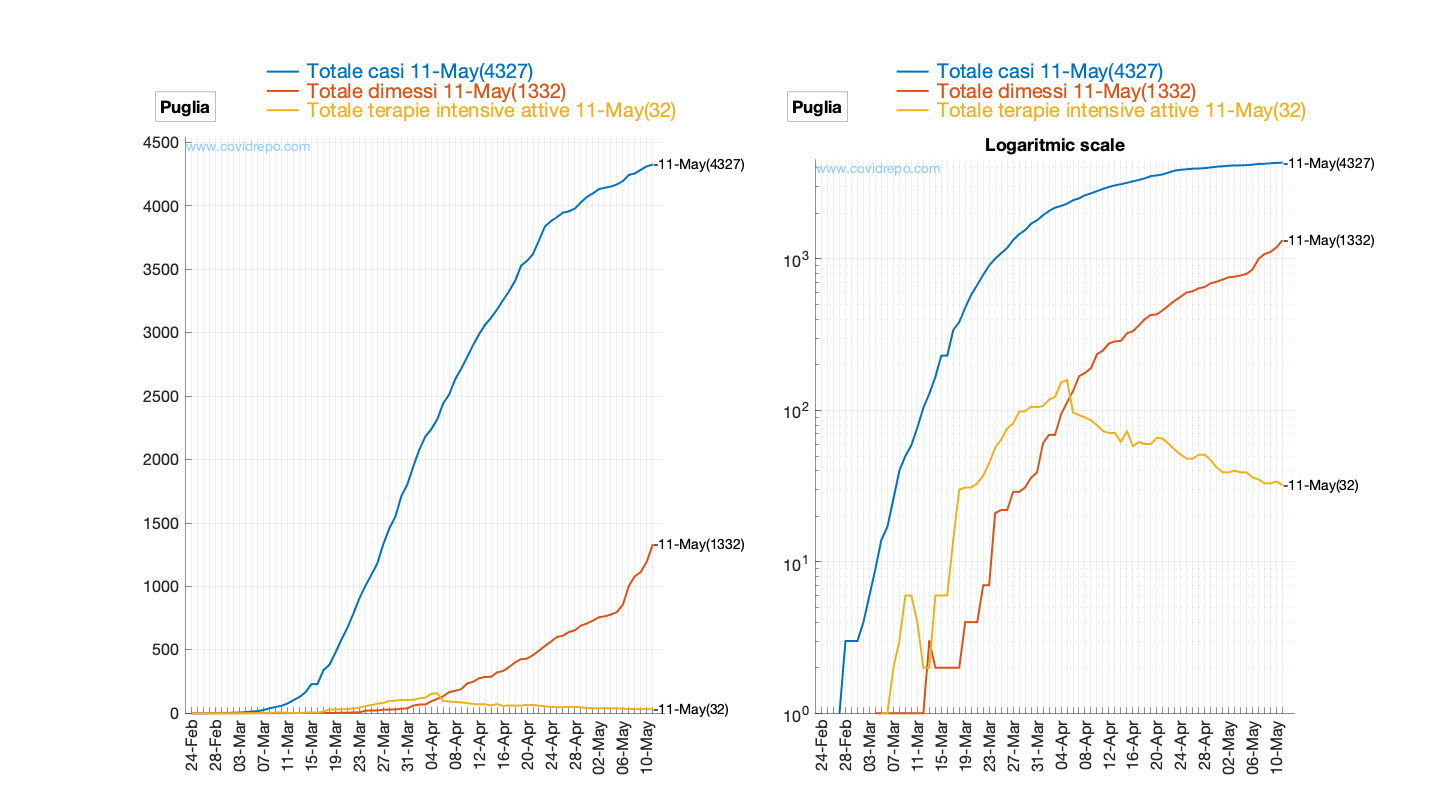 Totale casi 11-May(4327)
Totale dimessi 11-May(1332)
Totale terapie intensive attive 11-May(32)
Puglia
www.covidrepo.com
4500
4000
3500
3000
2500
2000
1500
1000
500
0
-11-May(4327)
-11-May(1332)
-11-May(32)
24-Feb
28-Feb
03-Mar
07-Mar
11-Mar
15-Mar
19-Mar
23-Mar
27-Mar
31-Mar
04-Apr
08-Apr
12-Apr
16-Apr
20-Apr
24-Apr
28-Apr
02-May
06-May
10-May
Totale casi 11-May(4327)
Totale dimessi 11-May(1332)
Totale terapie intensive attive 11-May(32)
Puglia
Logaritmic scale
www.covidrepo.com
10³
10²
10¹
10⁰
-11-May(4327)
-11-May(1332)
-11-May(32)
24-Feb
28-Feb
03-Mar
07-Mar
11-Mar
15-Mar
19-Mar
23-Mar
27-Mar
31-Mar
04-Apr
08-Apr
12-Apr
16-Apr
20-Apr
24-Apr
28-Apr
02-May
06-May
10-May